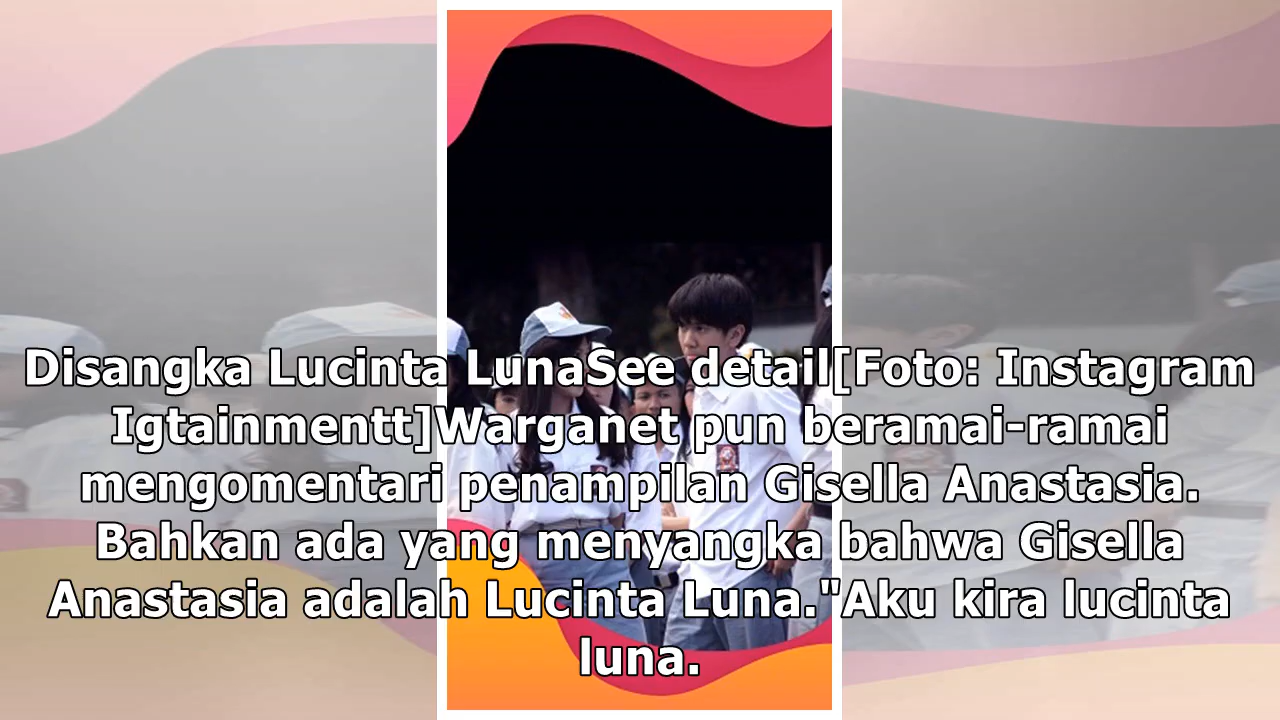 Disangka Lucinta LunaSee detail[Foto: Instagram
Igtainmentt]Warganet pun beramai-ramai
mengomentari penampilan Gisella Anastasia.
Bahkan ada yang menyangka bahwa Gisella
Anastasia adalah Lucinta Luna."Aku kira lucinta
luna.